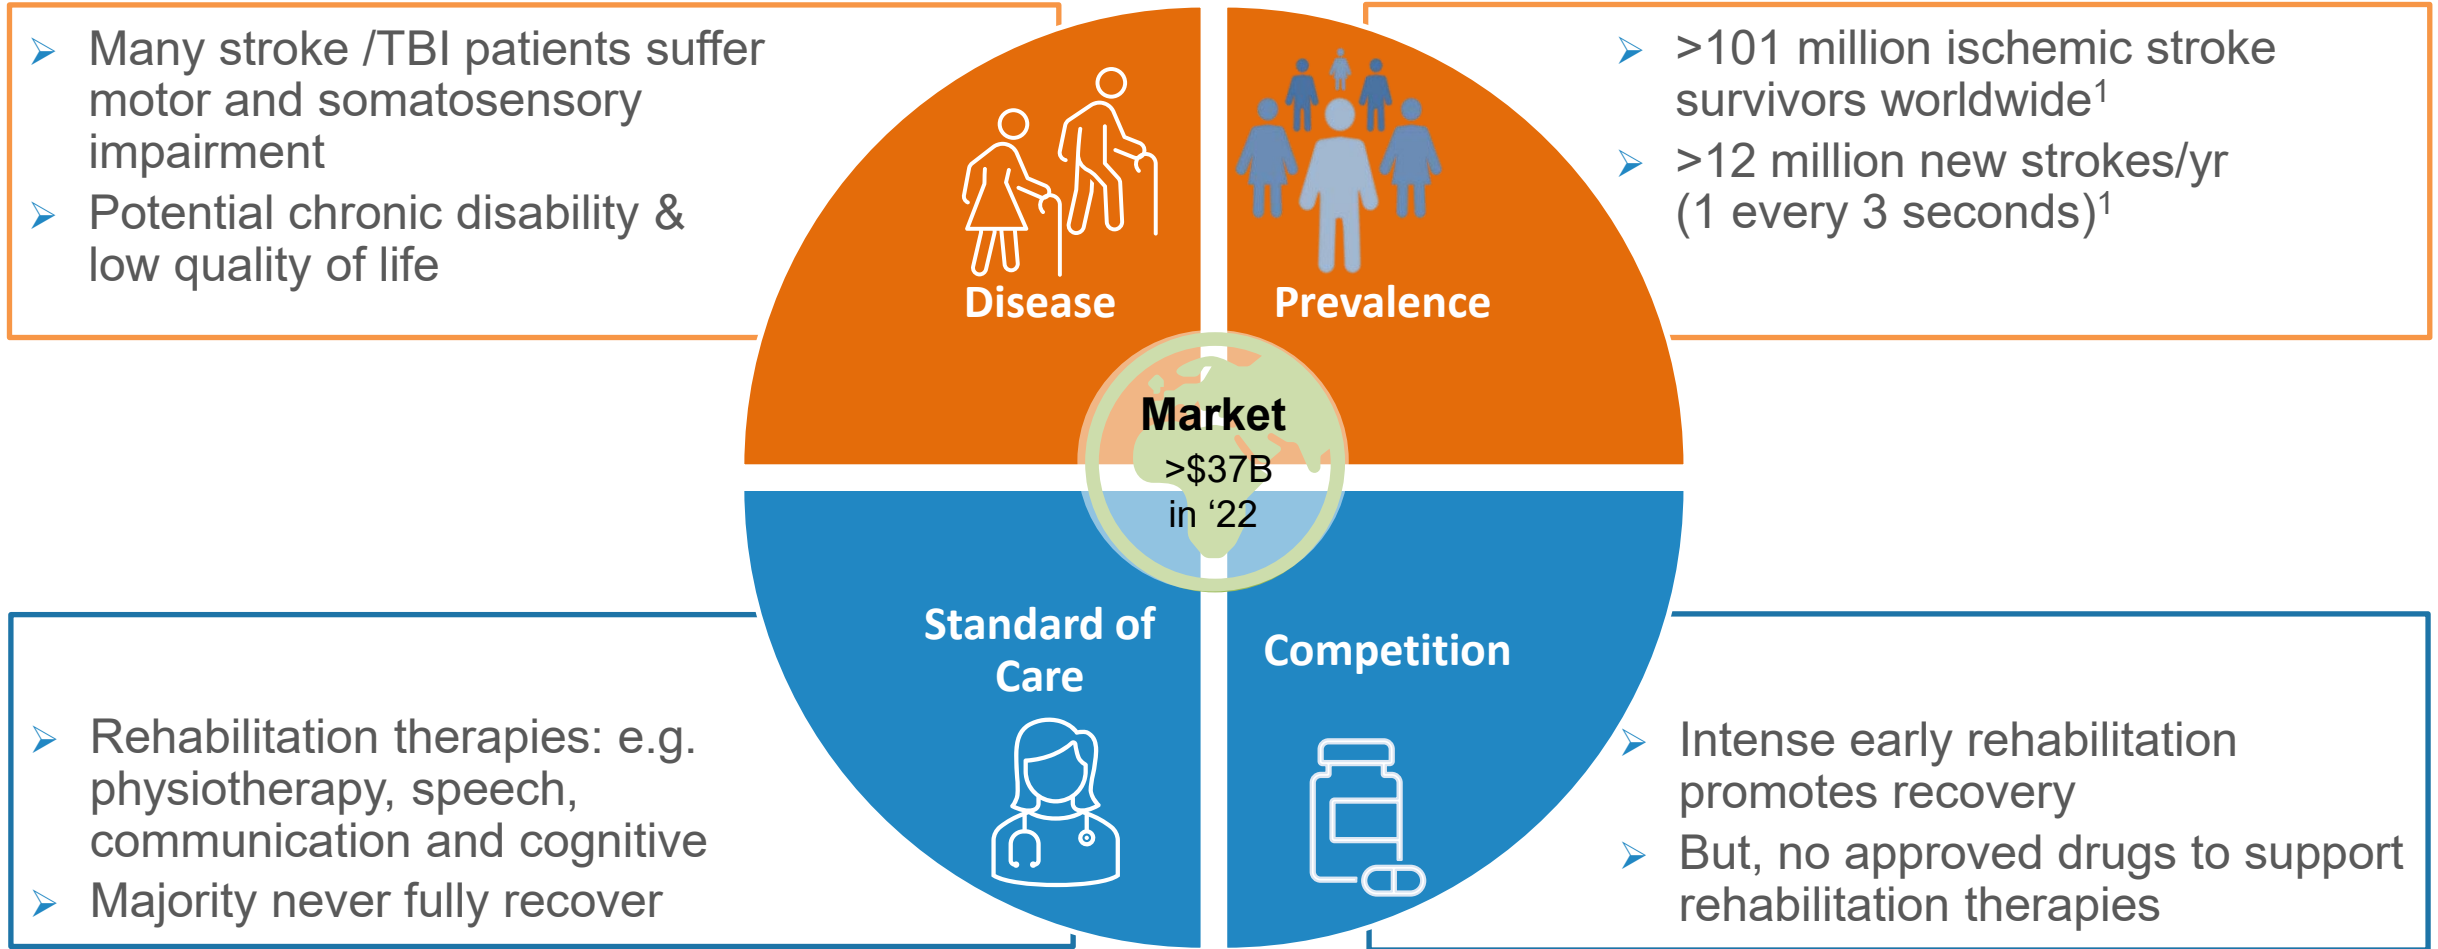 ➢ Many stroke /TBI patients suffer
motor and somatosensory
impairment
➢ Potential chronic disability &
low quality of life
Disease
Prevalence
➢ >101 million ischemic stroke
survivors worldwide¹
➢ >12 million new strokes/yr
(1 every 3 seconds)¹
Market
>$37B
in ‘22
Standard of
Care
➢ Rehabilitation therapies: e.g.
physiotherapy, speech,
communication and cognitive
➢ Majority never fully recover
Competition
➢ Intense early rehabilitation
promotes recovery
➢ But, no approved drugs to support
rehabilitation therapies